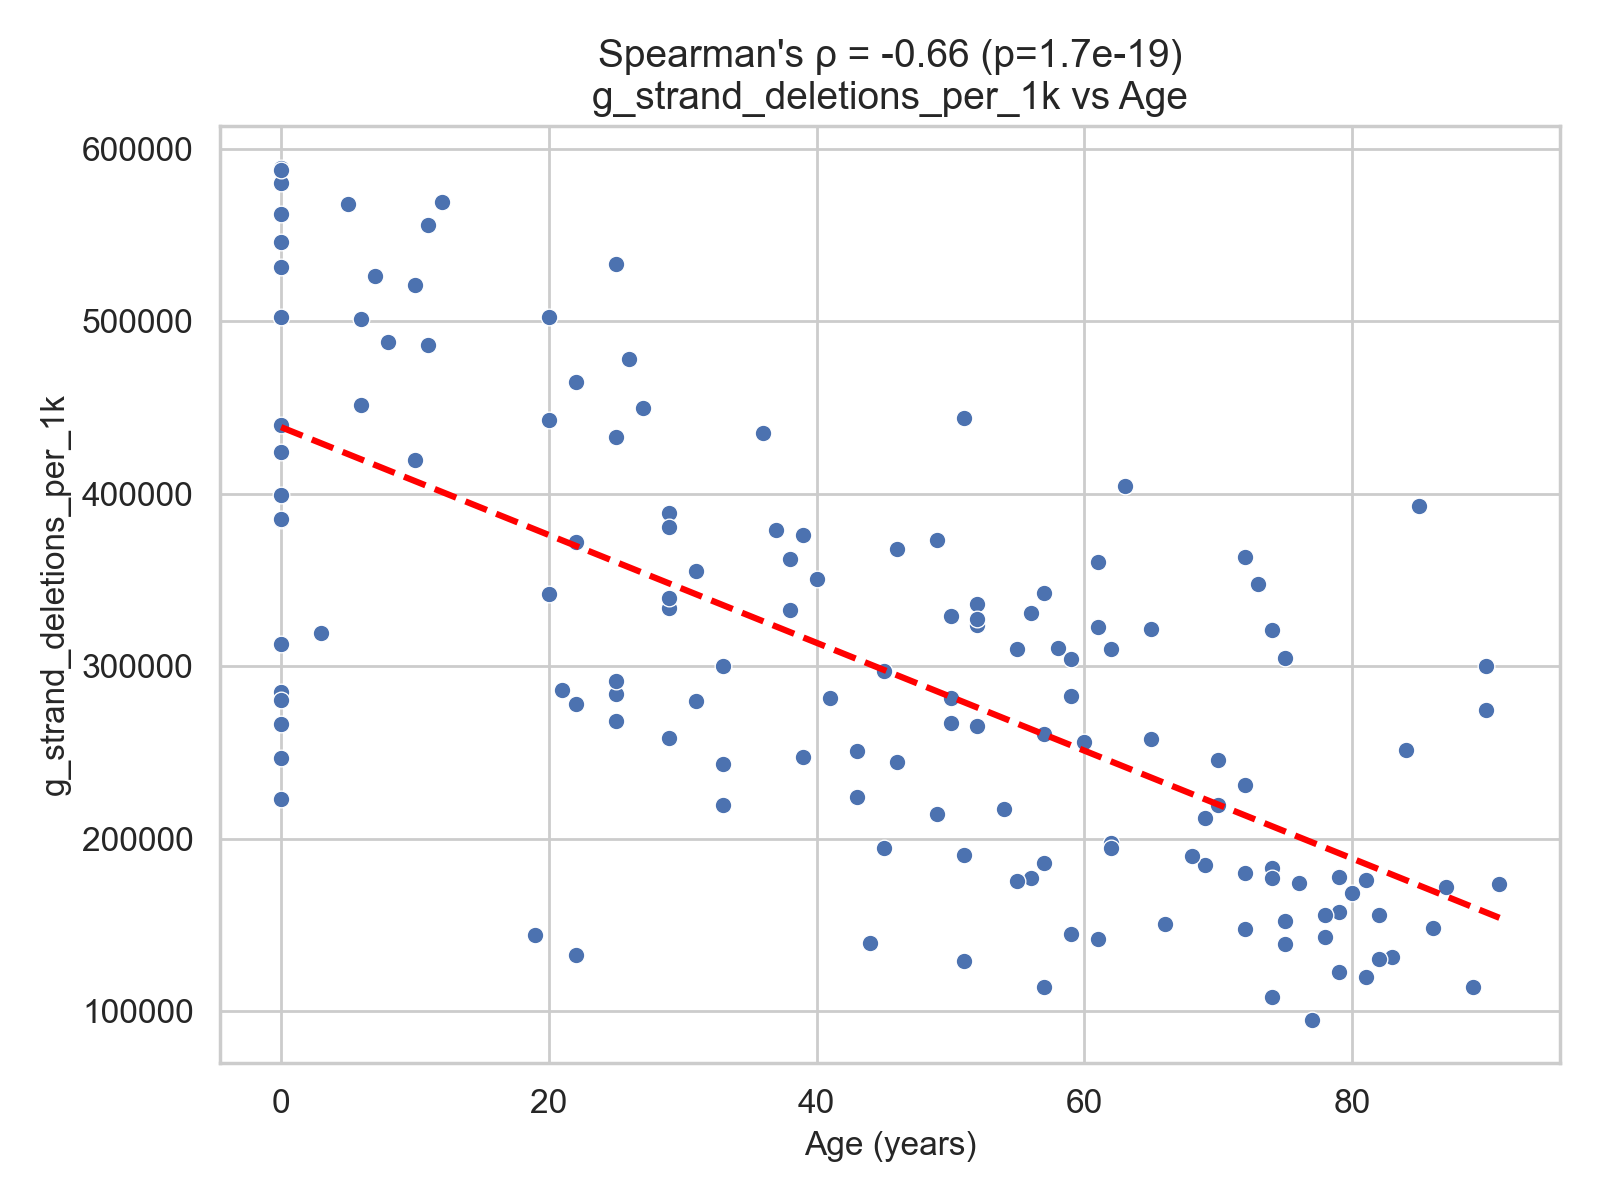 Spearman's ρ = -0.66 (p=1.7e-19)
g_strand_deletions_per_1k vs Age
600000
500000
400000
300000
200000
100000
g_strand_deletions_per_1k
0 20 40 60 80
Age (years)